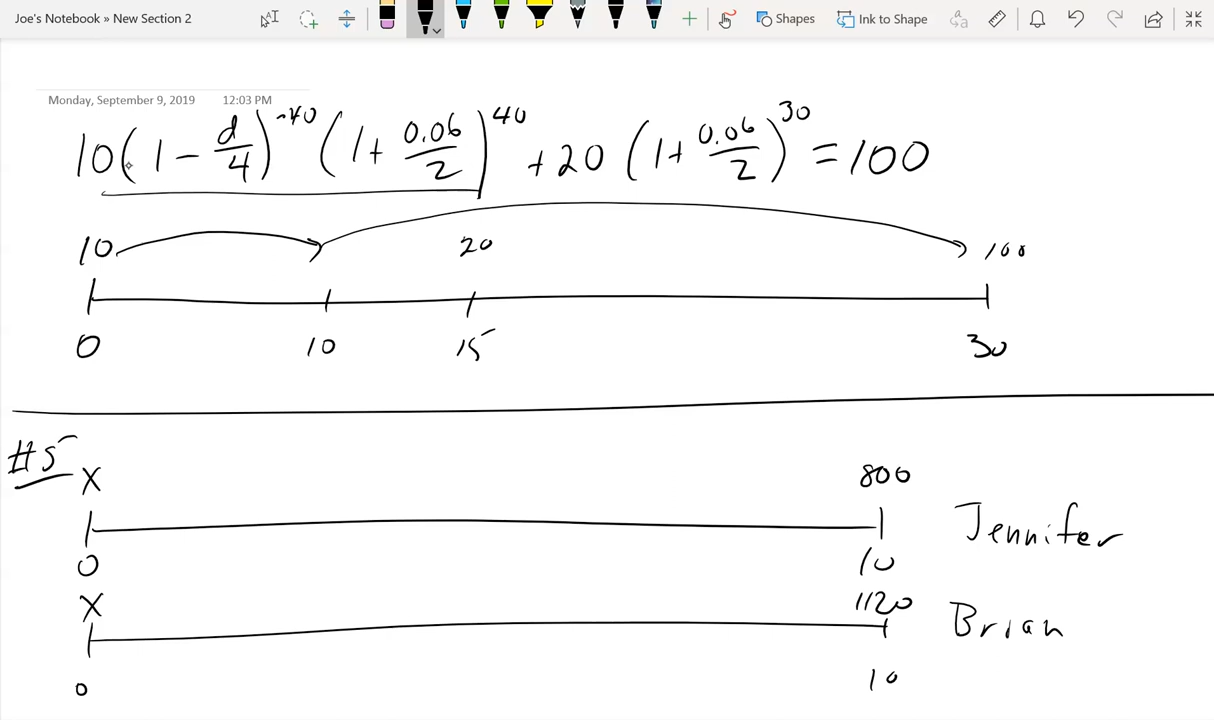 Joe's Notebook » New Section 2
Shapes
Ink to Shape
Monday, September 9, 2019 12:03 PM
10(1 - d/4)^-40 (1 + 0.06/2)^40 + 20 (1 + 0.06/2)^30 = 100
10 20 100
0 10 15 30
#5
X 800
Jennifer
0 10
X 1120
Brian
0 10